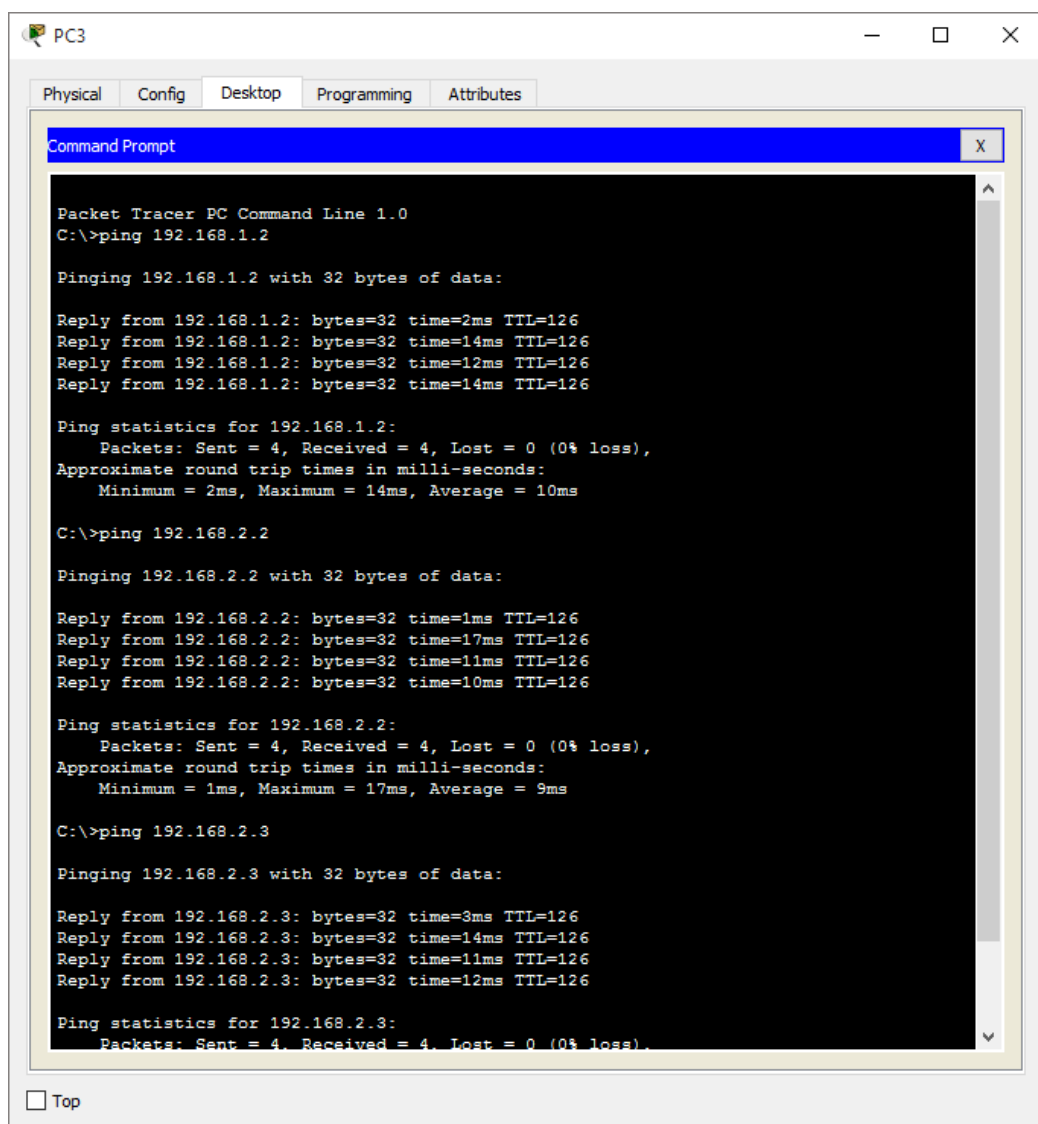 PC3
Physical Config Desktop Programming Attributes
Command Prompt X
Packet Tracer PC Command Line 1.0
C:\>ping 192.168.1.2
Pinging 192.168.1.2 with 32 bytes of data:
Reply from 192.168.1.2: bytes=32 time=2ms TTL=126
Reply from 192.168.1.2: bytes=32 time=14ms TTL=126
Reply from 192.168.1.2: bytes=32 time=12ms TTL=126
Reply from 192.168.1.2: bytes=32 time=14ms TTL=126
Ping statistics for 192.168.1.2:
Packets: Sent = 4, Received = 4, Lost = 0 (0% loss),
Approximate round trip times in milli-seconds:
Minimum = 2ms, Maximum = 14ms, Average = 10ms
C:\>ping 192.168.2.2
Pinging 192.168.2.2 with 32 bytes of data:
Reply from 192.168.2.2: bytes=32 time=1ms TTL=126
Reply from 192.168.2.2: bytes=32 time=17ms TTL=126
Reply from 192.168.2.2: bytes=32 time=11ms TTL=126
Reply from 192.168.2.2: bytes=32 time=10ms TTL=126
Ping statistics for 192.168.2.2:
Packets: Sent = 4, Received = 4, Lost = 0 (0% loss),
Approximate round trip times in milli-seconds:
Minimum = 1ms, Maximum = 17ms, Average = 9ms
C:\>ping 192.168.2.3
Pinging 192.168.2.3 with 32 bytes of data:
Reply from 192.168.2.3: bytes=32 time=3ms TTL=126
Reply from 192.168.2.3: bytes=32 time=14ms TTL=126
Reply from 192.168.2.3: bytes=32 time=11ms TTL=126
Reply from 192.168.2.3: bytes=32 time=12ms TTL=126
Ping statistics for 192.168.2.3:
Packets: Sent = 4, Received = 4, Lost = 0 (0% loss),
Top